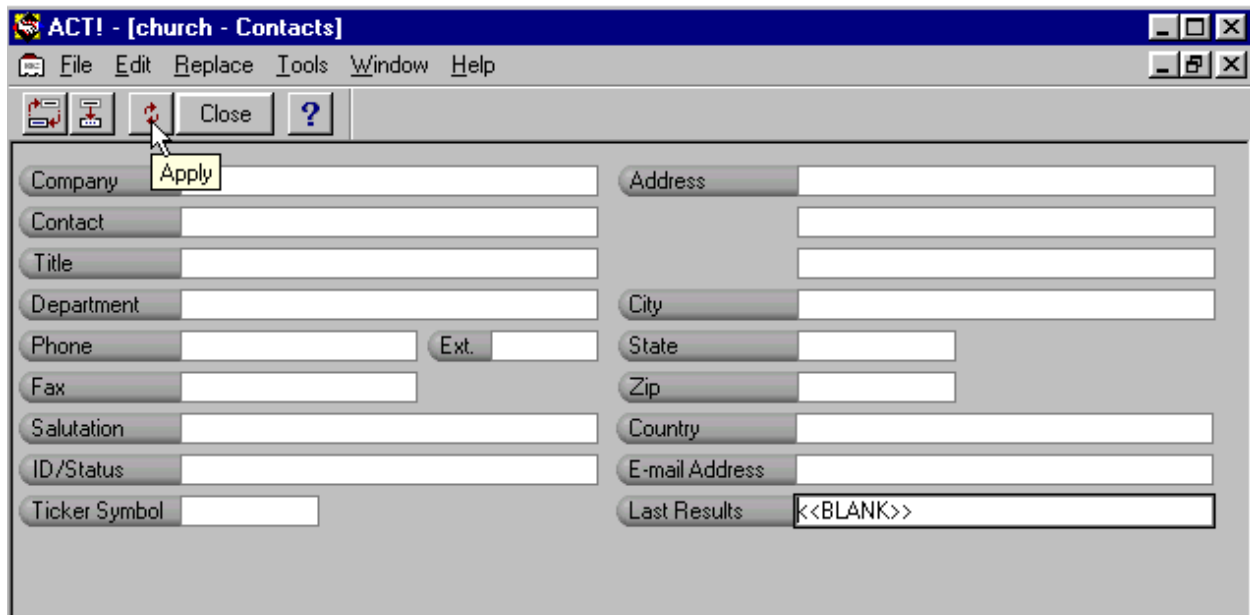 ACT! - [church - Contacts]
File Edit Replace Tools Window Help
Close ?
Apply
Company Address
Contact
Title
Department City
Phone Ext. State
Fax Zip
Salutation Country
ID/Status E-mail Address
Ticker Symbol Last Results <<BLANK>>